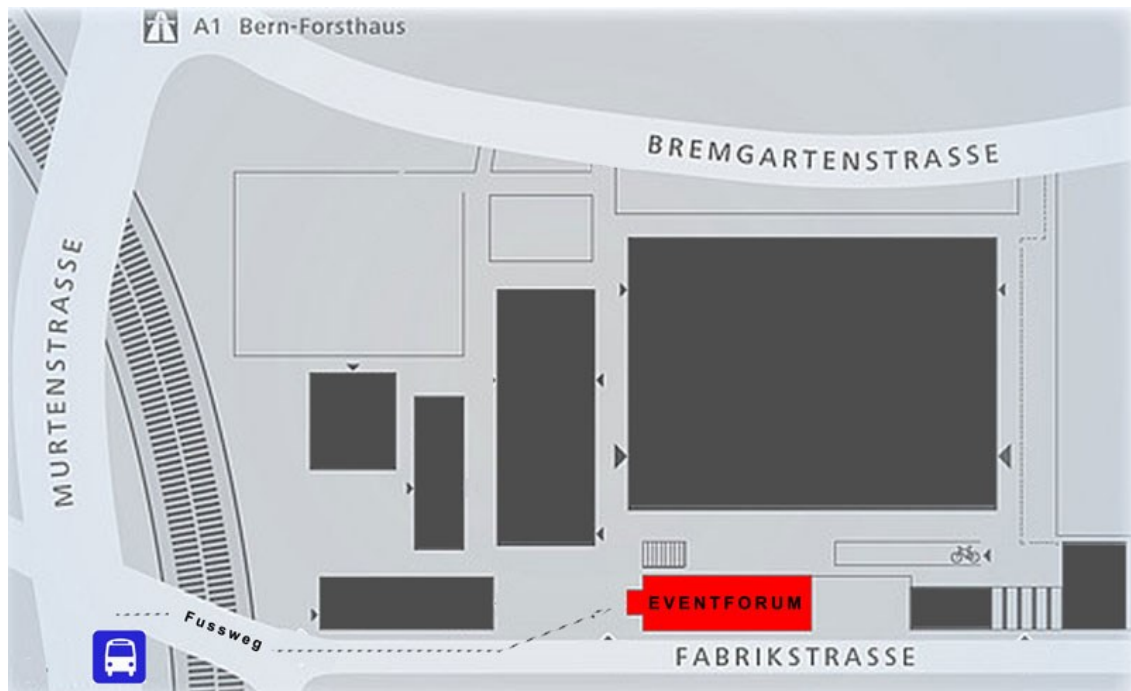 A1 Bern-Forsthaus
BREMGARTENSTRASSE
MURTENSTRASSE
EVENTFORUM
Fussweg
FABRIKSTRASSE